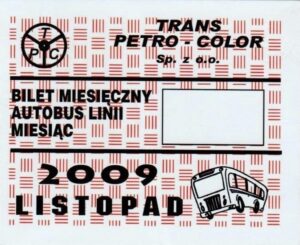 T
P C
TRANS
PETRO - COLOR
Sp. z o.o.
BILET MIESIĘCZNY
AUTOBUS LINII
MIESIĄC
2009
LISTOPAD